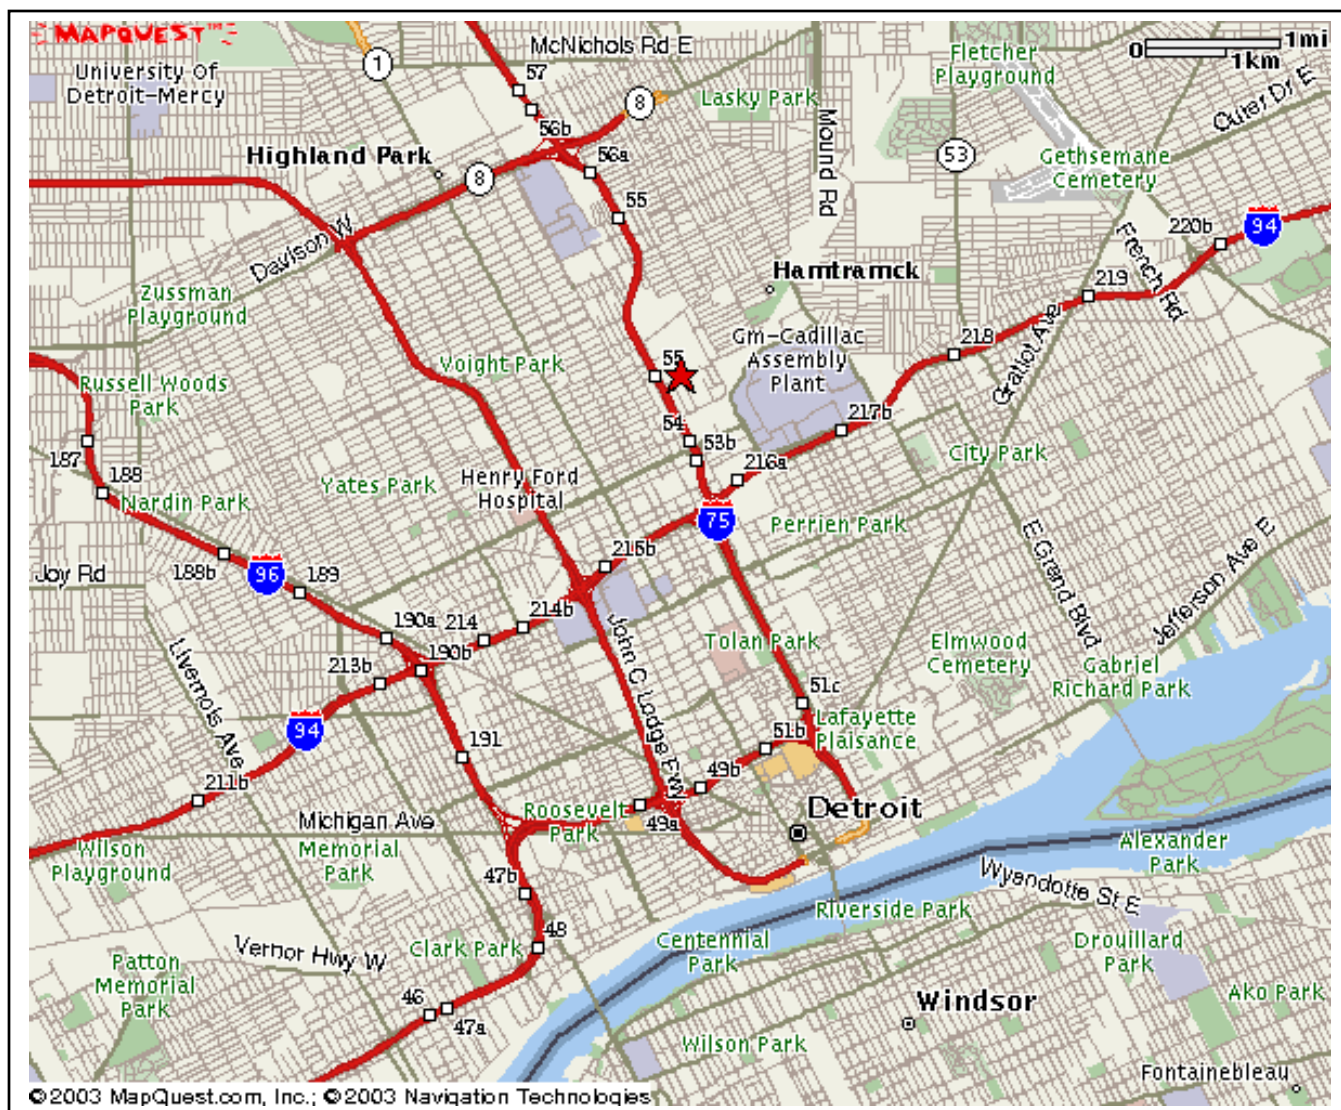 MAPQUEST
McNichols Rd E
0 1mi
1km
Fletcher
Playground
University Of
Detroit-Mercy
1
57
8
Lasky Park
Outer Dr E
56b
Mound Rd
53
Highland Park
56a
Gethsemane
Cemetery
8
55
220b
94
Davison W
French Rd
Hamtramck
219
Zussman
Playground
Gm-Cadillac
Assembly
Plant
218
Gratiot Ave
Voight Park
55
Russell Woods
Park
54
217b
53b
187
188
Henry Ford
Hospital
216a
City Park
Yates Park
Nardin Park
75
Perrien Park
E Grand Blvd
215b
188b
96
189
Joy Rd
Jefferson Ave E
190a
214
214b
John C Lodge Fwy
Tolan Park
Elmwood
Cemetery
190b
213b
Gabriel
Richard Park
Livernois Ave
94
51c
Lafayette
Plaisance
191
51b
211b
49b
Detroit
Michigan Ave
Roosevelt
Park
49a
Wilson
Playground
Memorial
Park
Alexander
Park
47b
Wyandotte St E
Riverside Park
48
Vernor Hwy W
Clark Park
Centennial
Park
Drouillard
Park
Patton
Memorial
Park
46
47a
Windsor
Ako Park
Wilson Park
Fontainebleau
©2003 MapQuest.com, Inc.; ©2003 Navigation Technologies